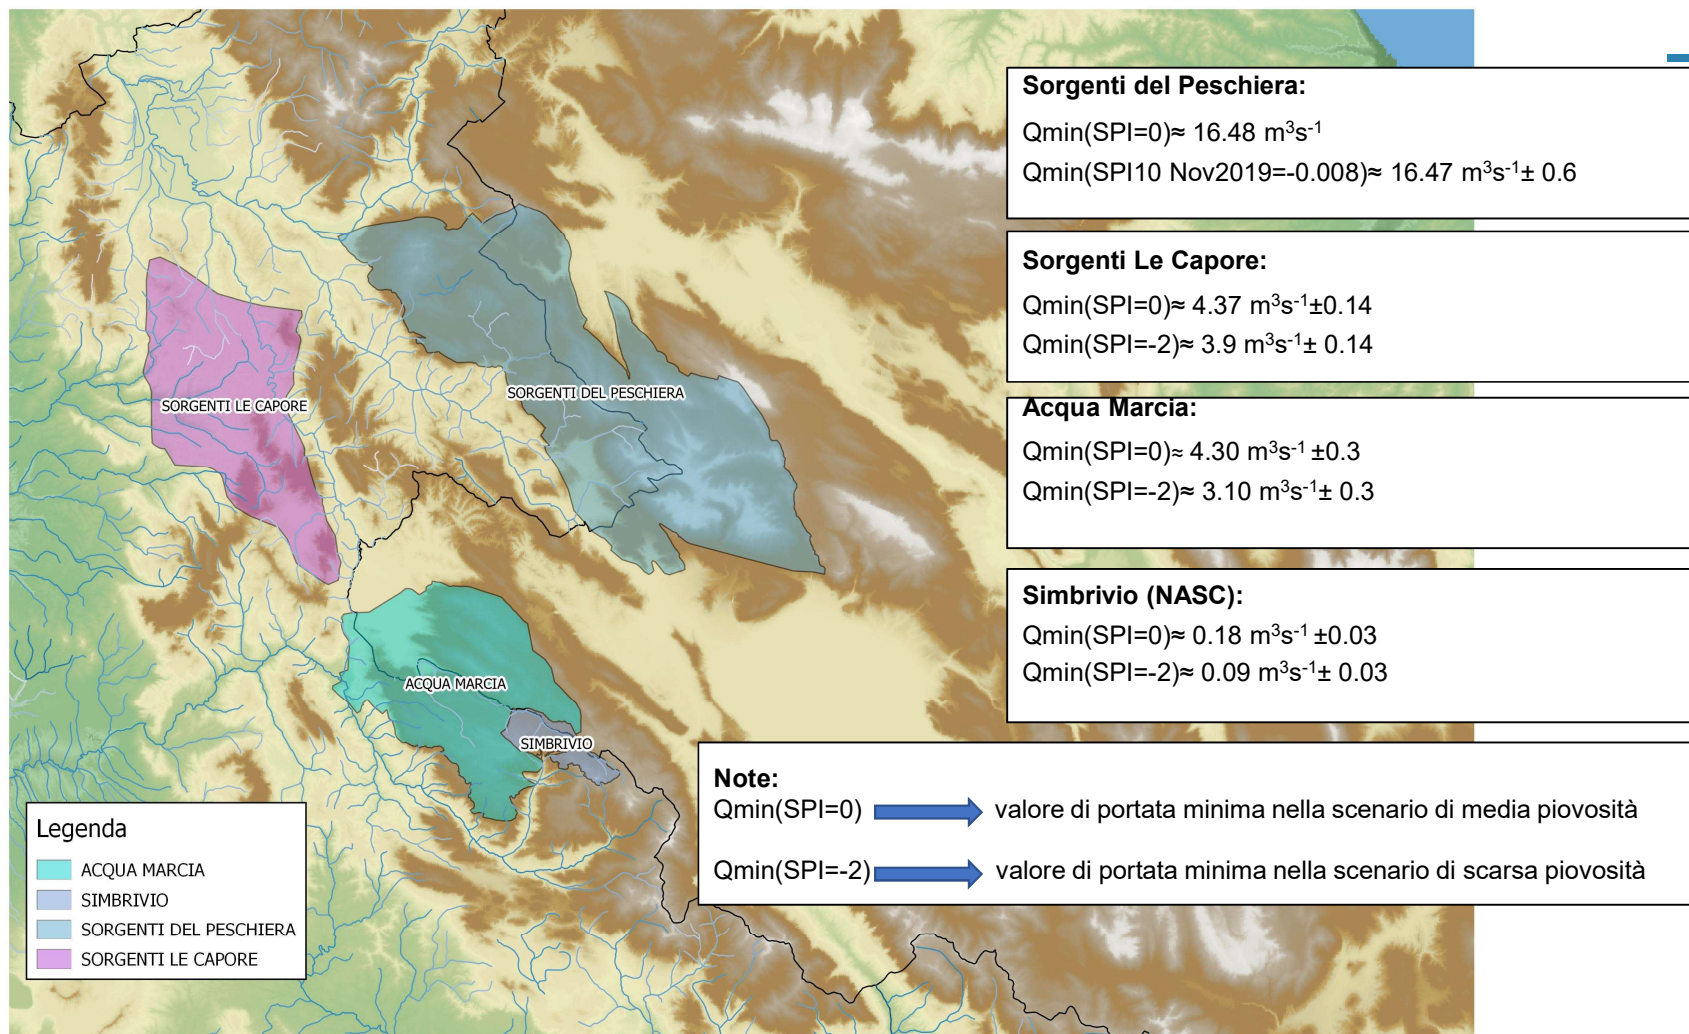 Sorgenti del Peschiera:
Qmin(SPI=0)≈ 16.48 m³s⁻¹
Qmin(SPI10 Nov2019=-0.008)≈ 16.47 m³s⁻¹± 0.6
Sorgenti Le Capore:
Qmin(SPI=0)≈ 4.37 m³s⁻¹±0.14
Qmin(SPI=-2)≈ 3.9 m³s⁻¹± 0.14
Acqua Marcia:
Qmin(SPI=0)≈ 4.30 m³s⁻¹ ±0.3
Qmin(SPI=-2)≈ 3.10 m³s⁻¹± 0.3
Simbrivio (NASC):
Qmin(SPI=0)≈ 0.18 m³s⁻¹ ±0.03
Qmin(SPI=-2)≈ 0.09 m³s⁻¹± 0.03
SORGENTI DEL PESCHIERA
SORGENTI LE CAPORE
ACQUA MARCIA
SIMBRIVIO
Note:
Qmin(SPI=0) valore di portata minima nella scenario di media piovosità
Qmin(SPI=-2) valore di portata minima nella scenario di scarsa piovosità
Legenda
ACQUA MARCIA
SIMBRIVIO
SORGENTI DEL PESCHIERA
SORGENTI LE CAPORE